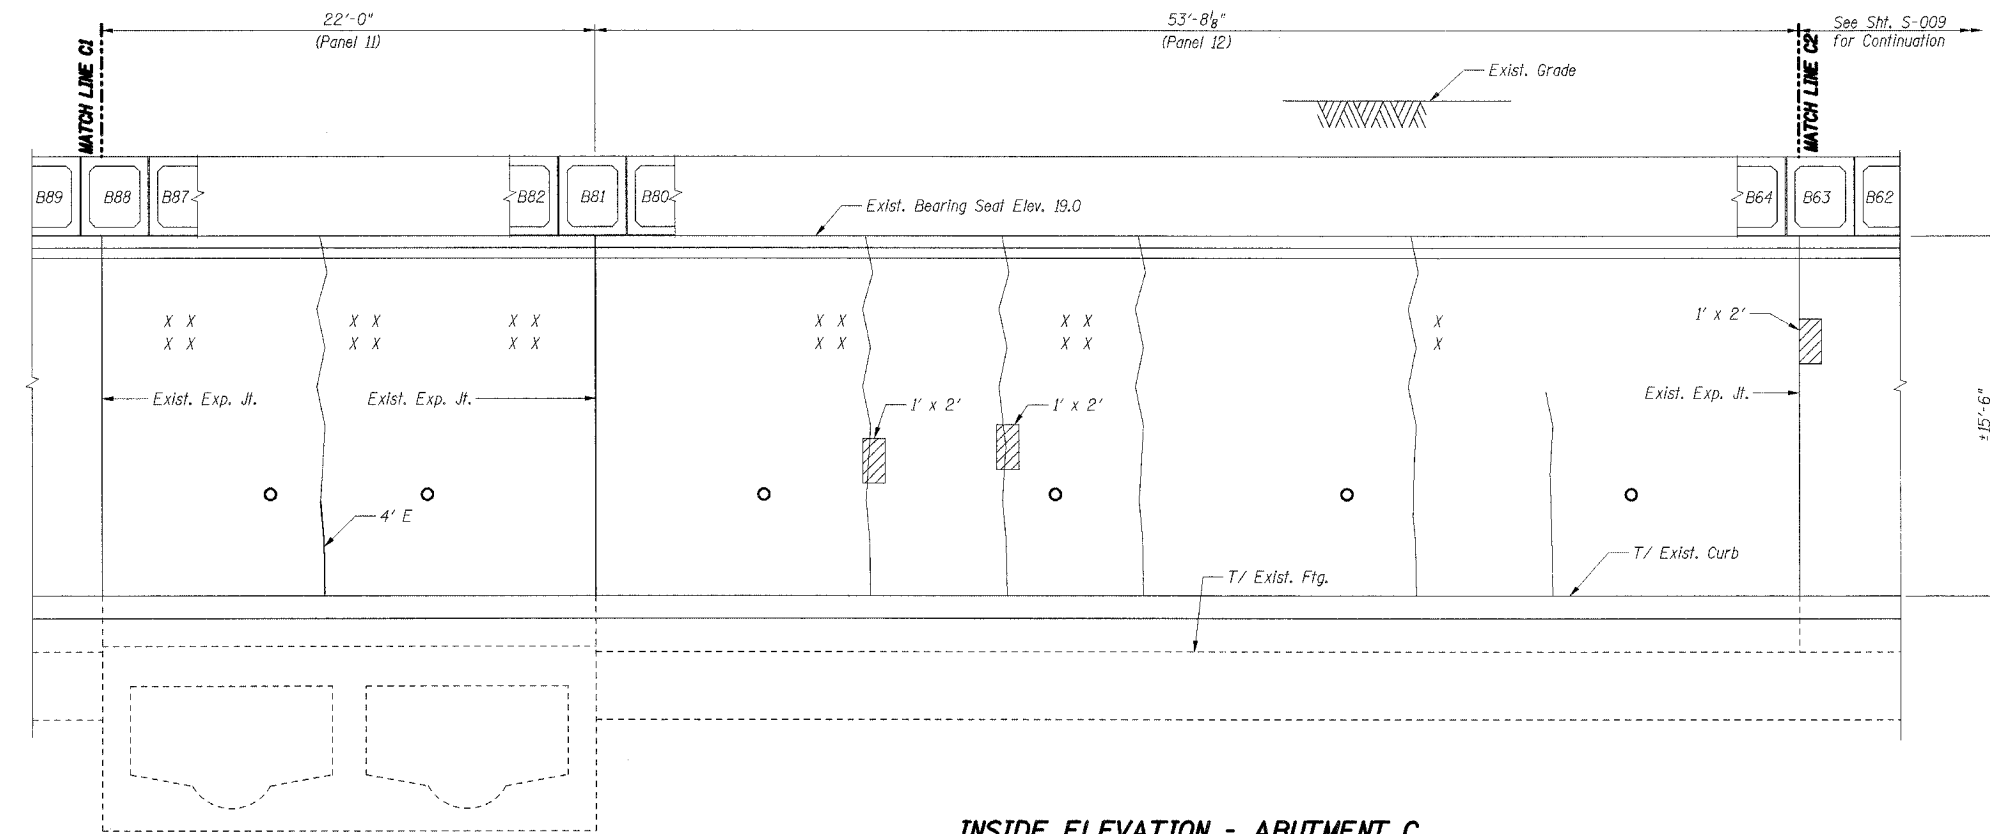 22'-0"
(Panel 11)
53'-8⅛"
(Panel 12)
See Sht. S-009
for Continuation
MATCH LINE C1
MATCH LINE C2
Exist. Grade
B89
B88
B87
B82
B81
B80
B64
B63
B62
Exist. Bearing Seat Elev. 19.0
X X
X X
X X
X X
X X
X X
X X
X X
X X
X X
X
X
1' x 2'
Exist. Exp. Jt.
Exist. Exp. Jt.
Exist. Exp. Jt.
1' x 2'
1' x 2'
±15'-6"
4' E
T/ Exist. Curb
T/ Exist. Ftg.
INSIDE ELEVATION - ABUTMENT C